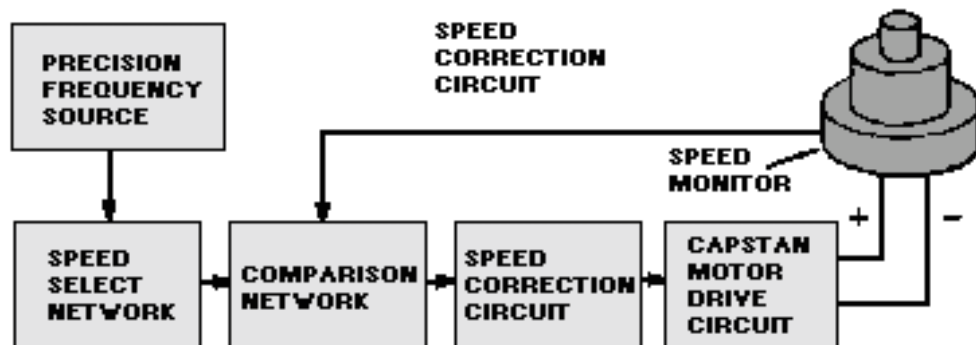 PRECISION
FREQUENCY
SOURCE
SPEED
CORRECTION
CIRCUIT
SPEED
MONITOR
+ -
SPEED
SELECT
NETWORK
COMPARISON
NETWORK
SPEED
CORRECTION
CIRCUIT
CAPSTAN
MOTOR
DRIVE
CIRCUIT